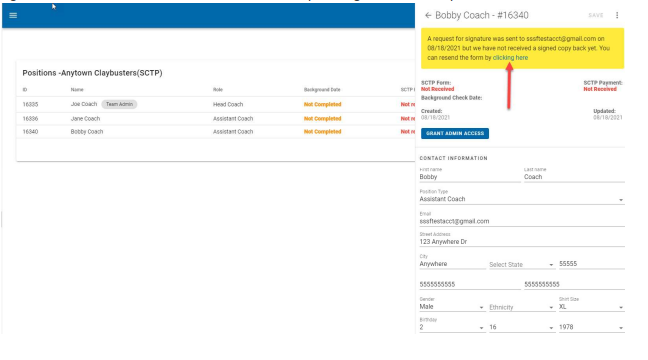 ← Bobby Coach - #16340 SAVE
A request for signature was sent to sssftestacct@gmail.com on
08/18/2021 but we have not received a signed copy back yet. You
can resend the form by clicking here
Positions -Anytown Claybusters(SCTP)
ID Name Role Background Date SCTP
16335 Joe Coach Team Admin Head Coach Not Completed Not re
16336 Jane Coach Assistant Coach Not Completed Not re
16340 Bobby Coach Assistant Coach Not Completed Not re
SCTP Form: SCTP Payment:
Not Received Not Received
Background Check Date:
Created: Updated:
08/18/2021 08/18/2021
GRANT ADMIN ACCESS
CONTACT INFORMATION
First name Last name
Bobby Coach
Position Type
Assistant Coach
Email
sssftestacct@gmail.com
Street Address
123 Anywhere Dr
City
Anywhere Select State 55555
5555555555 5555555555
Gender Shirt Size
Male Ethnicity XL
Birthday
2 16 1978